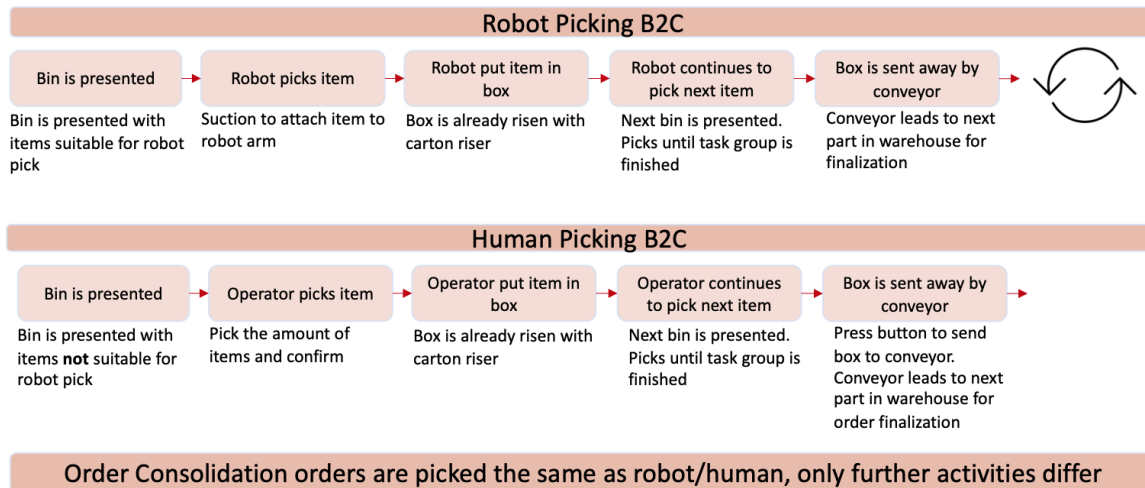 Robot Picking B2C
Bin is presented
Robot picks item
Robot put item in
box
Robot continues to
pick next item
Box is sent away by
conveyor
Bin is presented with
items suitable for robot
pick
Suction to attach item to
robot arm
Box is already risen with
carton riser
Next bin is presented.
Picks until task group is
finished
Conveyor leads to next
part in warehouse for
finalization
Human Picking B2C
Bin is presented
Operator picks item
Operator put item in
box
Operator continues
to pick next item
Box is sent away by
conveyor
Bin is presented with
items not suitable for
robot pick
Pick the amount of
items and confirm
Box is already risen with
carton riser
Next bin is presented.
Picks until task group is
finished
Press button to send
box to conveyor.
Conveyor leads to next
part in warehouse for
order finalization
Order Consolidation orders are picked the same as robot/human, only further activities differ